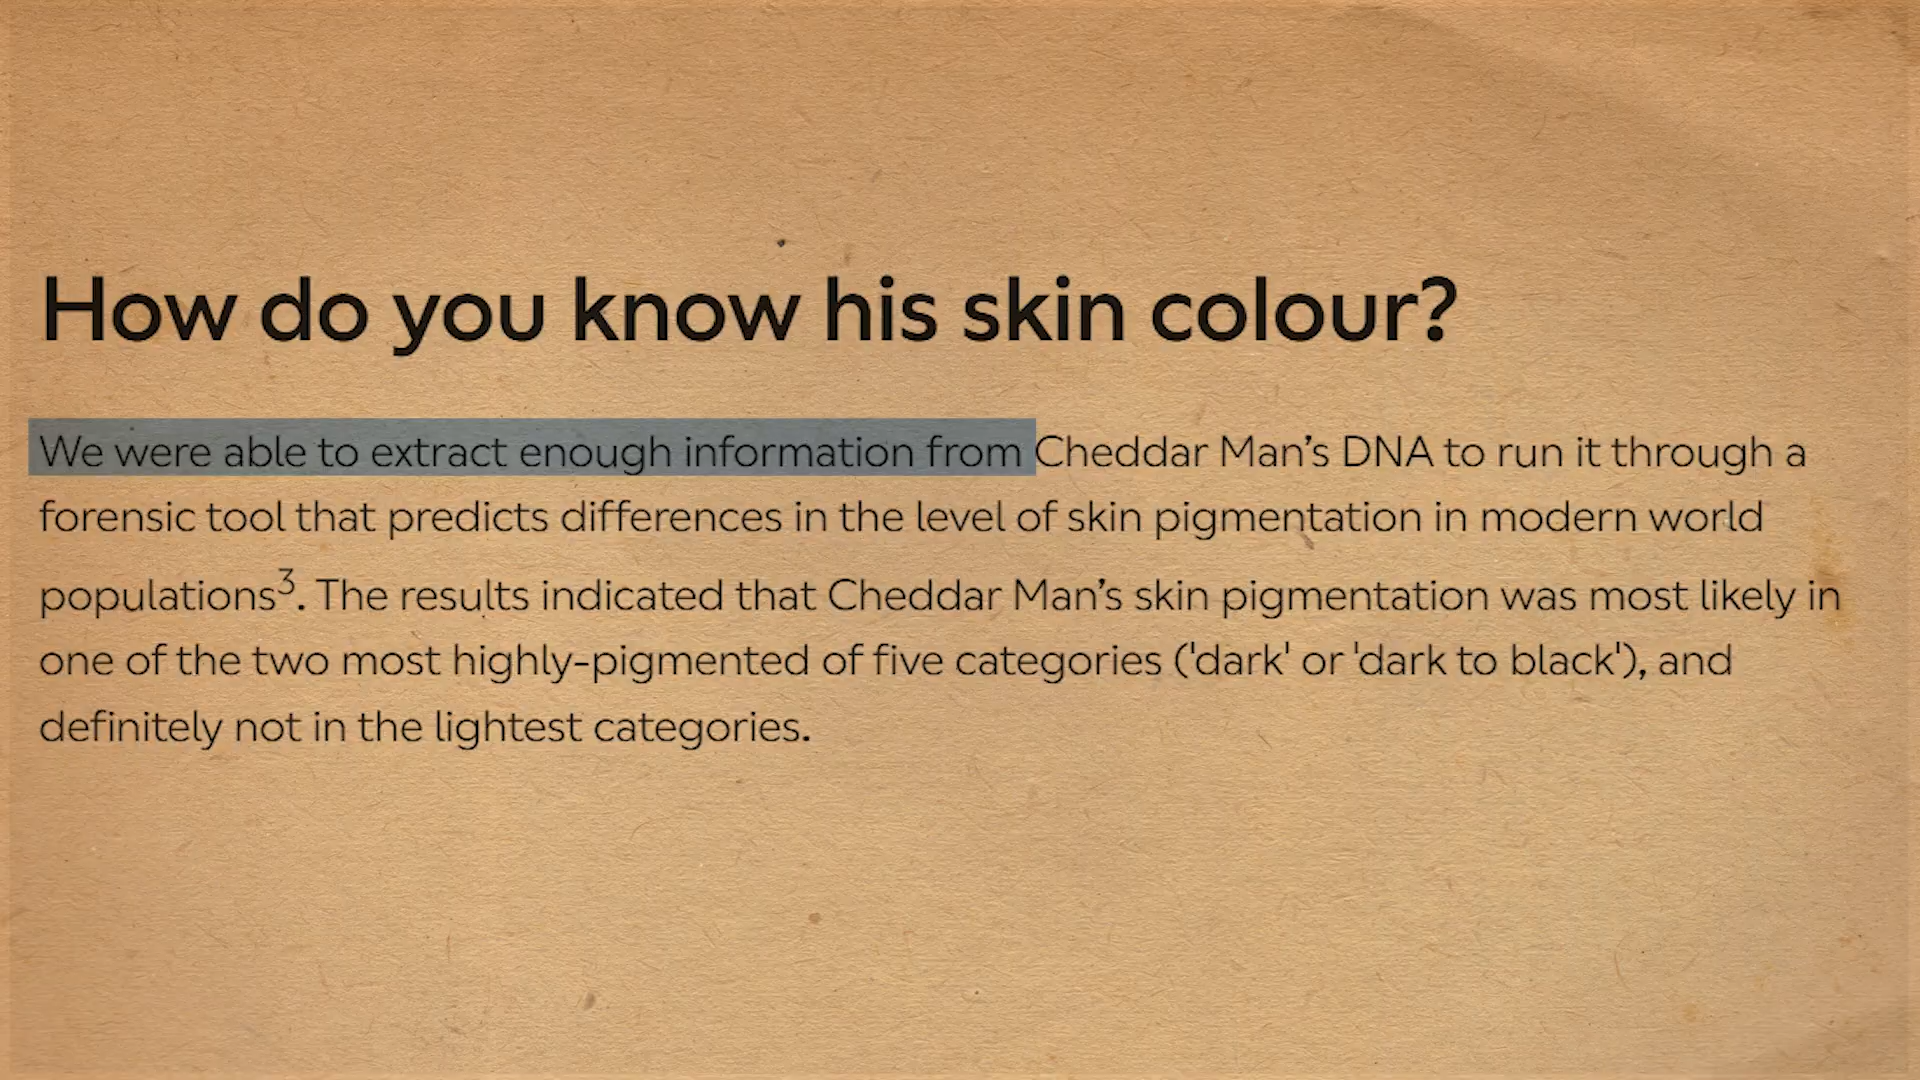 How do you know his skin colour?
We were able to extract enough information from Cheddar Man's DNA to run it through a
forensic tool that predicts differences in the level of skin pigmentation in modern world
populations³. The results indicated that Cheddar Man's skin pigmentation was most likely in
one of the two most highly-pigmented of five categories ('dark' or 'dark to black'), and
definitely not in the lightest categories.